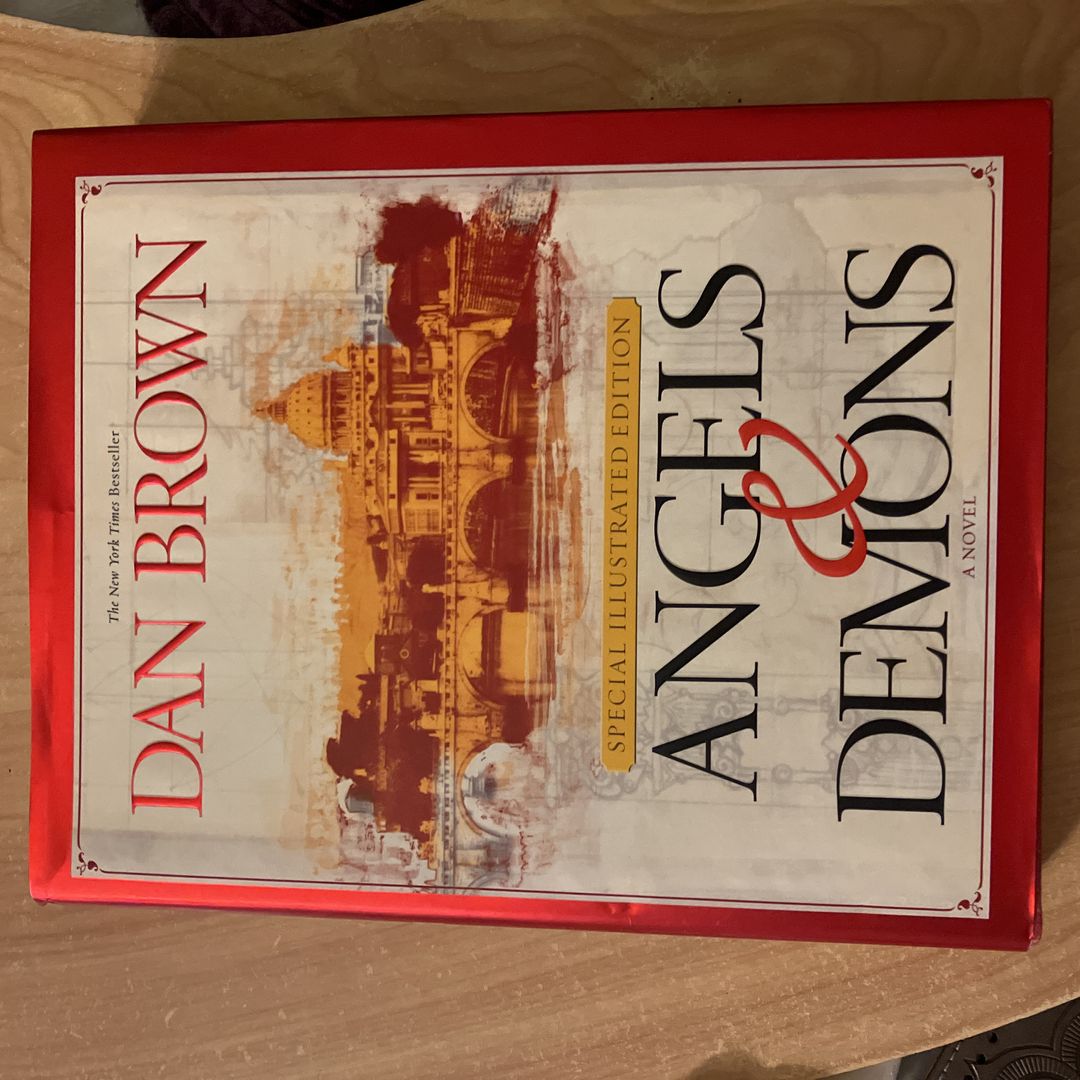 The New York Times Bestseller
DAN BROWN
SPECIAL ILLUSTRATED EDITION
ANGELS
&
DEMONS
A NOVEL